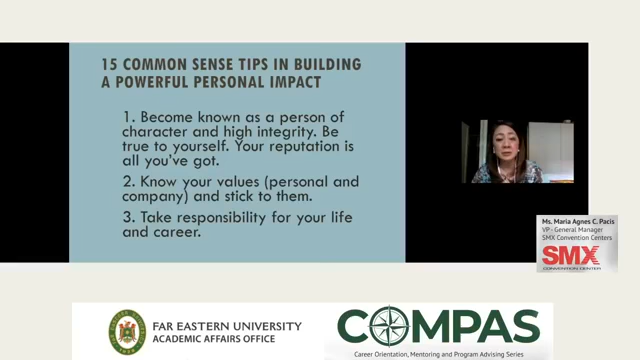 15 COMMON SENSE TIPS IN BUILDING
A POWERFUL PERSONAL IMPACT
1. Become known as a person of
character and high integrity. Be
true to yourself. Your reputation is
all you've got.
2. Know your values (personal and
company) and stick to them.
3. Take responsibility for your life
and career.
Ms. Maria Agnes C. Pacis
VP - General Manager
SMX Convention Centers
SMX
CONVENTION CENTER
FAR EASTERN UNIVERSITY
ACADEMIC AFFAIRS OFFICE
COMPAS
Career Orientation, Mentoring and Program Advising Series